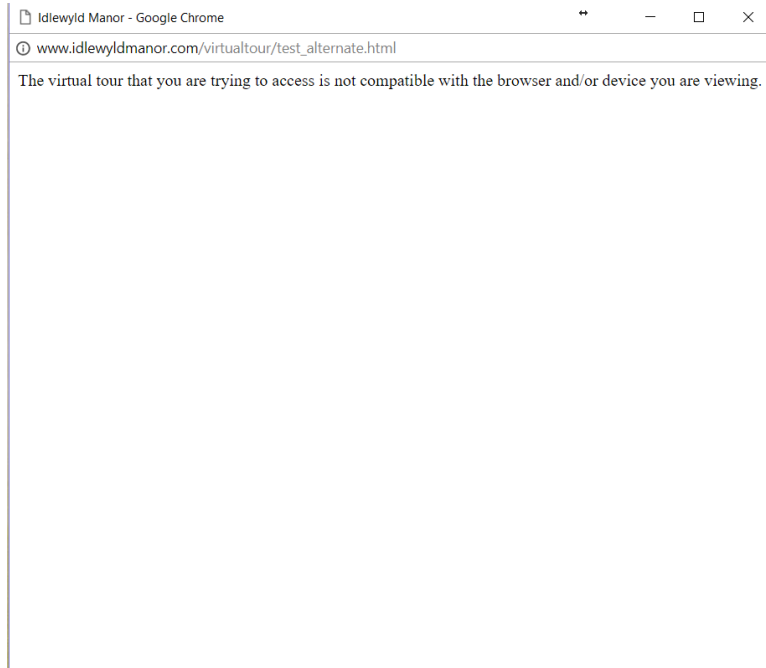 Idlewyld Manor - Google Chrome
www.idlewyldmanor.com/virtualtour/test_alternate.html
The virtual tour that you are trying to access is not compatible with the browser and/or device you are viewing.